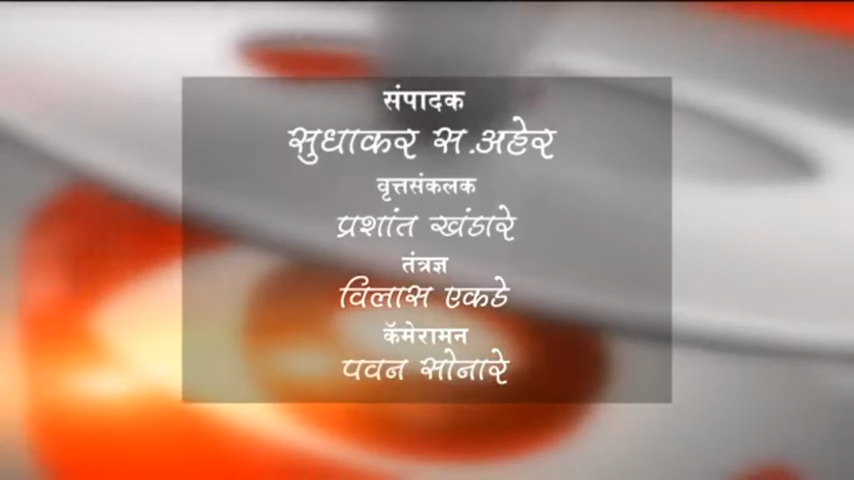 संपादक
सुधाकर स.अहेर
वृत्तसंकलक
प्रशांत खंडारे
तंत्रज्ञ
विलास एकडे
कॅमेरामन
पवन सोनारे